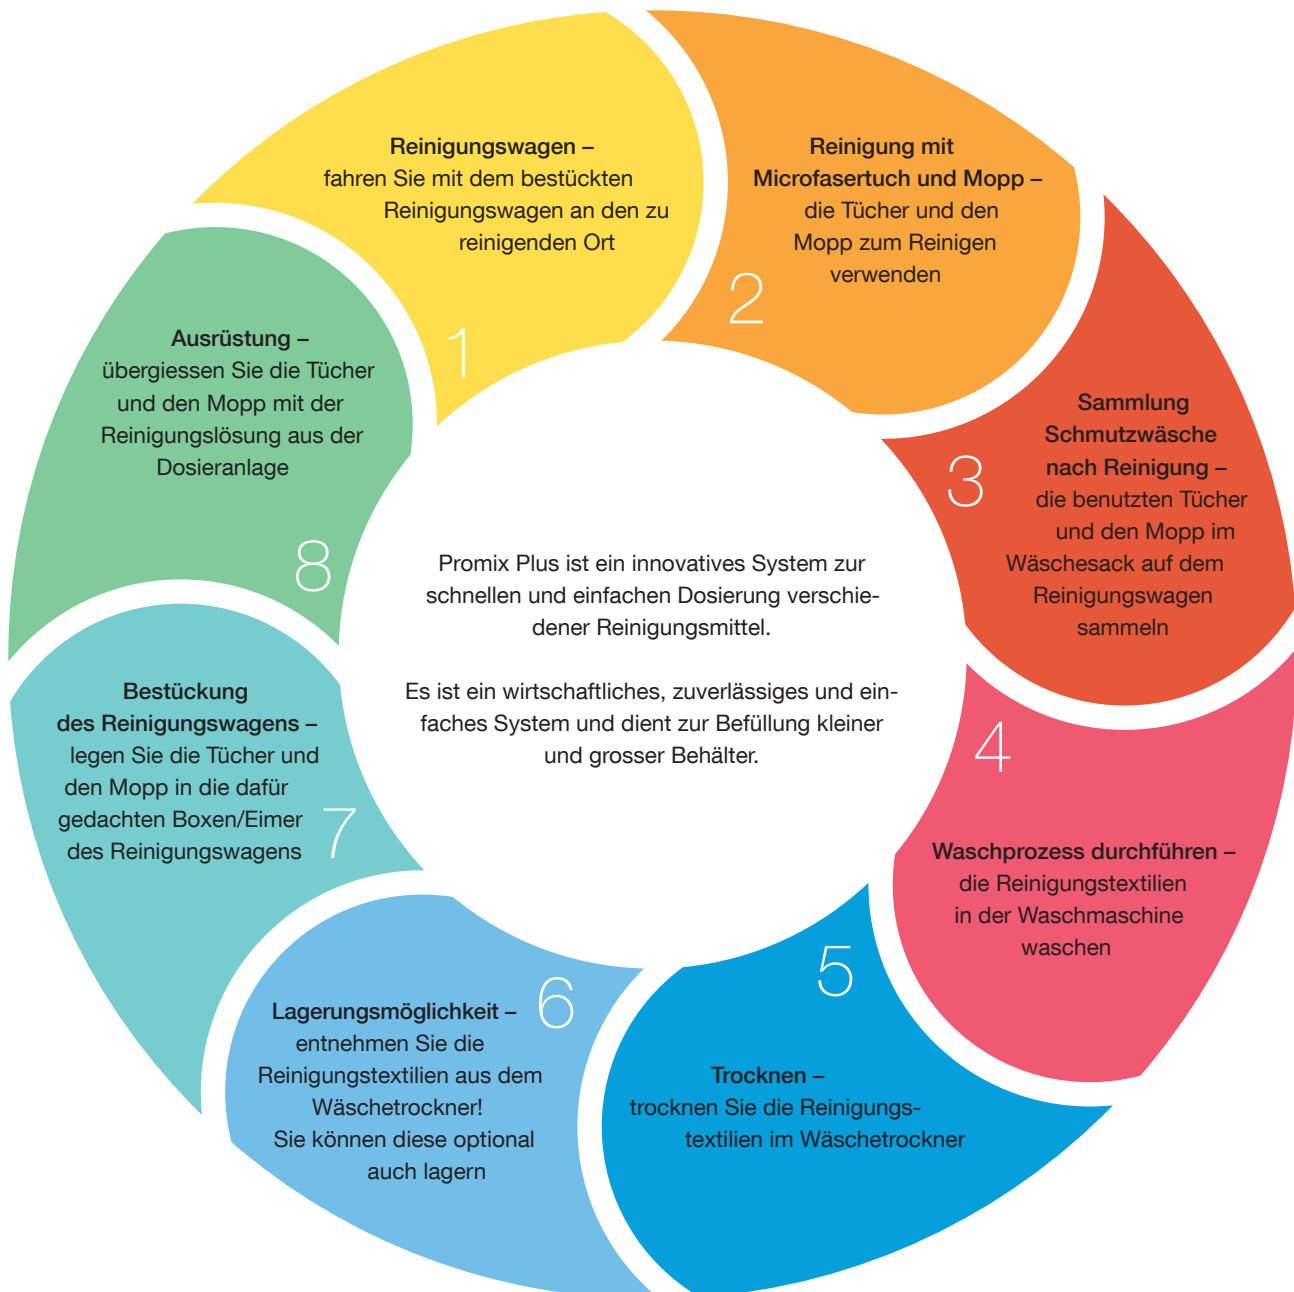 Reinigungswagen –
fahren Sie mit dem bestückten
Reinigungswagen an den zu
reinigenden Ort
1
Reinigung mit
Microfasertuch und Mopp –
die Tücher und den
Mopp zum Reinigen
verwenden
2
Sammlung
Schmutzwäsche
nach Reinigung –
die benutzten Tücher
und den Mopp im
Wäschesack auf dem
Reinigungswagen
sammeln
3
4
Waschprozess durchführen –
die Reinigungstextilien
in der Waschmaschine
waschen
5
Trocknen –
trocknen Sie die Reinigungs-
textilien im Wäschetrockner
6
Lagerungsmöglichkeit –
entnehmen Sie die
Reinigungstextilien aus dem
Wäschetrockner!
Sie können diese optional
auch lagern
Bestückung
des Reinigungswagens –
legen Sie die Tücher und
den Mopp in die dafür
gedachten Boxen/Eimer
des Reinigungswagens
7
Ausrüstung –
übergiessen Sie die Tücher
und den Mopp mit der
Reinigungslösung aus der
Dosieranlage
8
Promix Plus ist ein innovatives System zur
schnellen und einfachen Dosierung verschie-
dener Reinigungsmittel.
Es ist ein wirtschaftliches, zuverlässiges und ein-
faches System und dient zur Befüllung kleiner
und grosser Behälter.